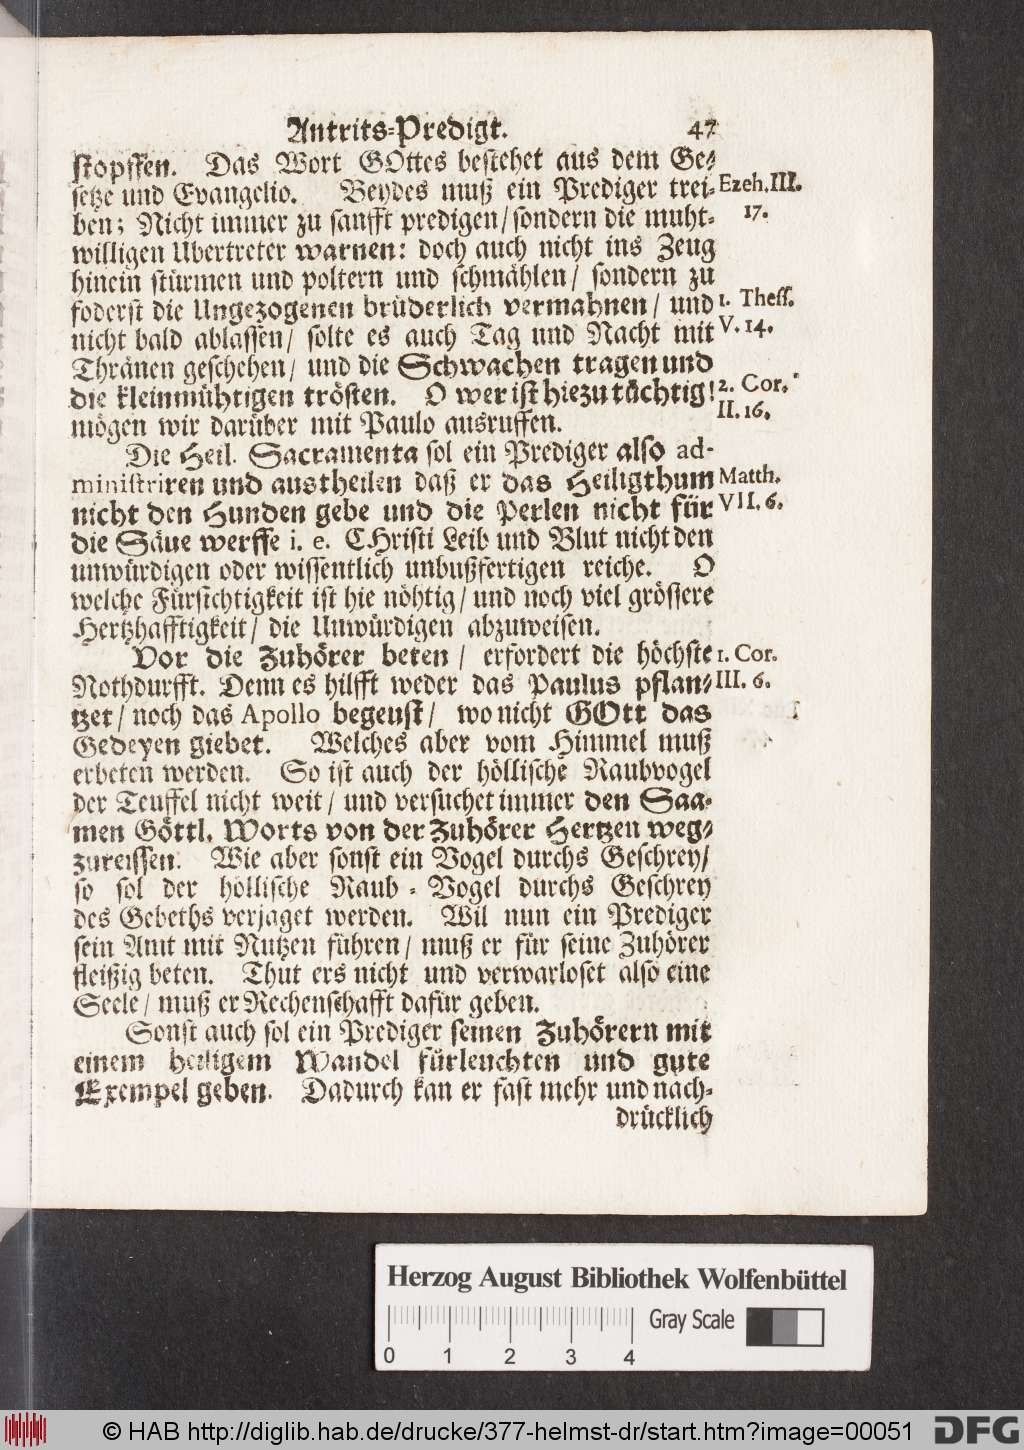 Antrits-Predigt. 47
stopffen. Das Wort GOttes bestehet aus dem Ge-
setze und Evangelio. Beydes muß ein Prediger trei-
Ezeh. III.
17.
ben; Nicht immer zu sanfft predigen/ sondern die muht-
willigen Ubertreter warnen: doch auch nicht ins Zeug
hinein stürmen und poltern und schmählen/ sondern zu
foderst die Ungezogenen brüderlich vermahnen/ und
1. Thess.
V. 14.
nicht bald ablassen/ solte es auch Tag und Nacht mit
Thränen geschehen/ und die Schwachen tragen und
die kleinmühtigen trösten. O wer ist hiezu tüchtig!
2. Cor.
II. 16.
mögen wir darüber mit Paulo ausruffen.
Die Heil. Sacramenta sol ein Prediger also ad-
ministriren und austheilen daß er das Heiligthum
Matth.
VII. 6.
nicht den Hunden gebe und die Perlen nicht für
die Säue werffe i. e. CHristi Leib und Blut nicht den
unwürdigen oder wissentlich unbußfertigen reiche. O
welche Fürsichtigkeit ist hie nöhtig/ und noch viel grössere
Hertzhafftigkeit/ die Unwürdigen abzuweisen.
Vor die Zuhörer beten/ erfordert die höchste
1. Cor.
III. 6.
Nothdurfft. Denn es hilfft weder das Paulus pflan-
tzet/ noch das Apollo begeust/ wo nicht GOtt das
Gedeyen giebet. Welches aber vom Himmel muß
erbeten werden. So ist auch der höllische Raubvogel
der Teuffel nicht weit/ und versuchet immer den Saa-
men Göttl. Worts von der Zuhörer Hertzen weg-
zureissen. Wie aber sonst ein Vogel durchs Geschrey/
so sol der höllische Raub-Vogel durchs Geschrey
des Gebeths verjaget werden. Wil nun ein Prediger
sein Amt mit Nutzen führen/ muß er für seine Zuhörer
fleißig beten. Thut ers nicht und verwarloset also eine
Seele/ muß er Rechenschafft dafür geben.
Sonst auch sol ein Prediger seinen Zuhörern mit
einem heiligem Wandel fürleuchten und gute
Exempel geben. Dadurch kan er fast mehr und nach-
drücklich
Herzog August Bibliothek Wolfenbüttel
Gray Scale
0 1 2 3 4
© HAB http://diglib.hab.de/drucke/377-helmst-dr/start.htm?image=00051
DFG